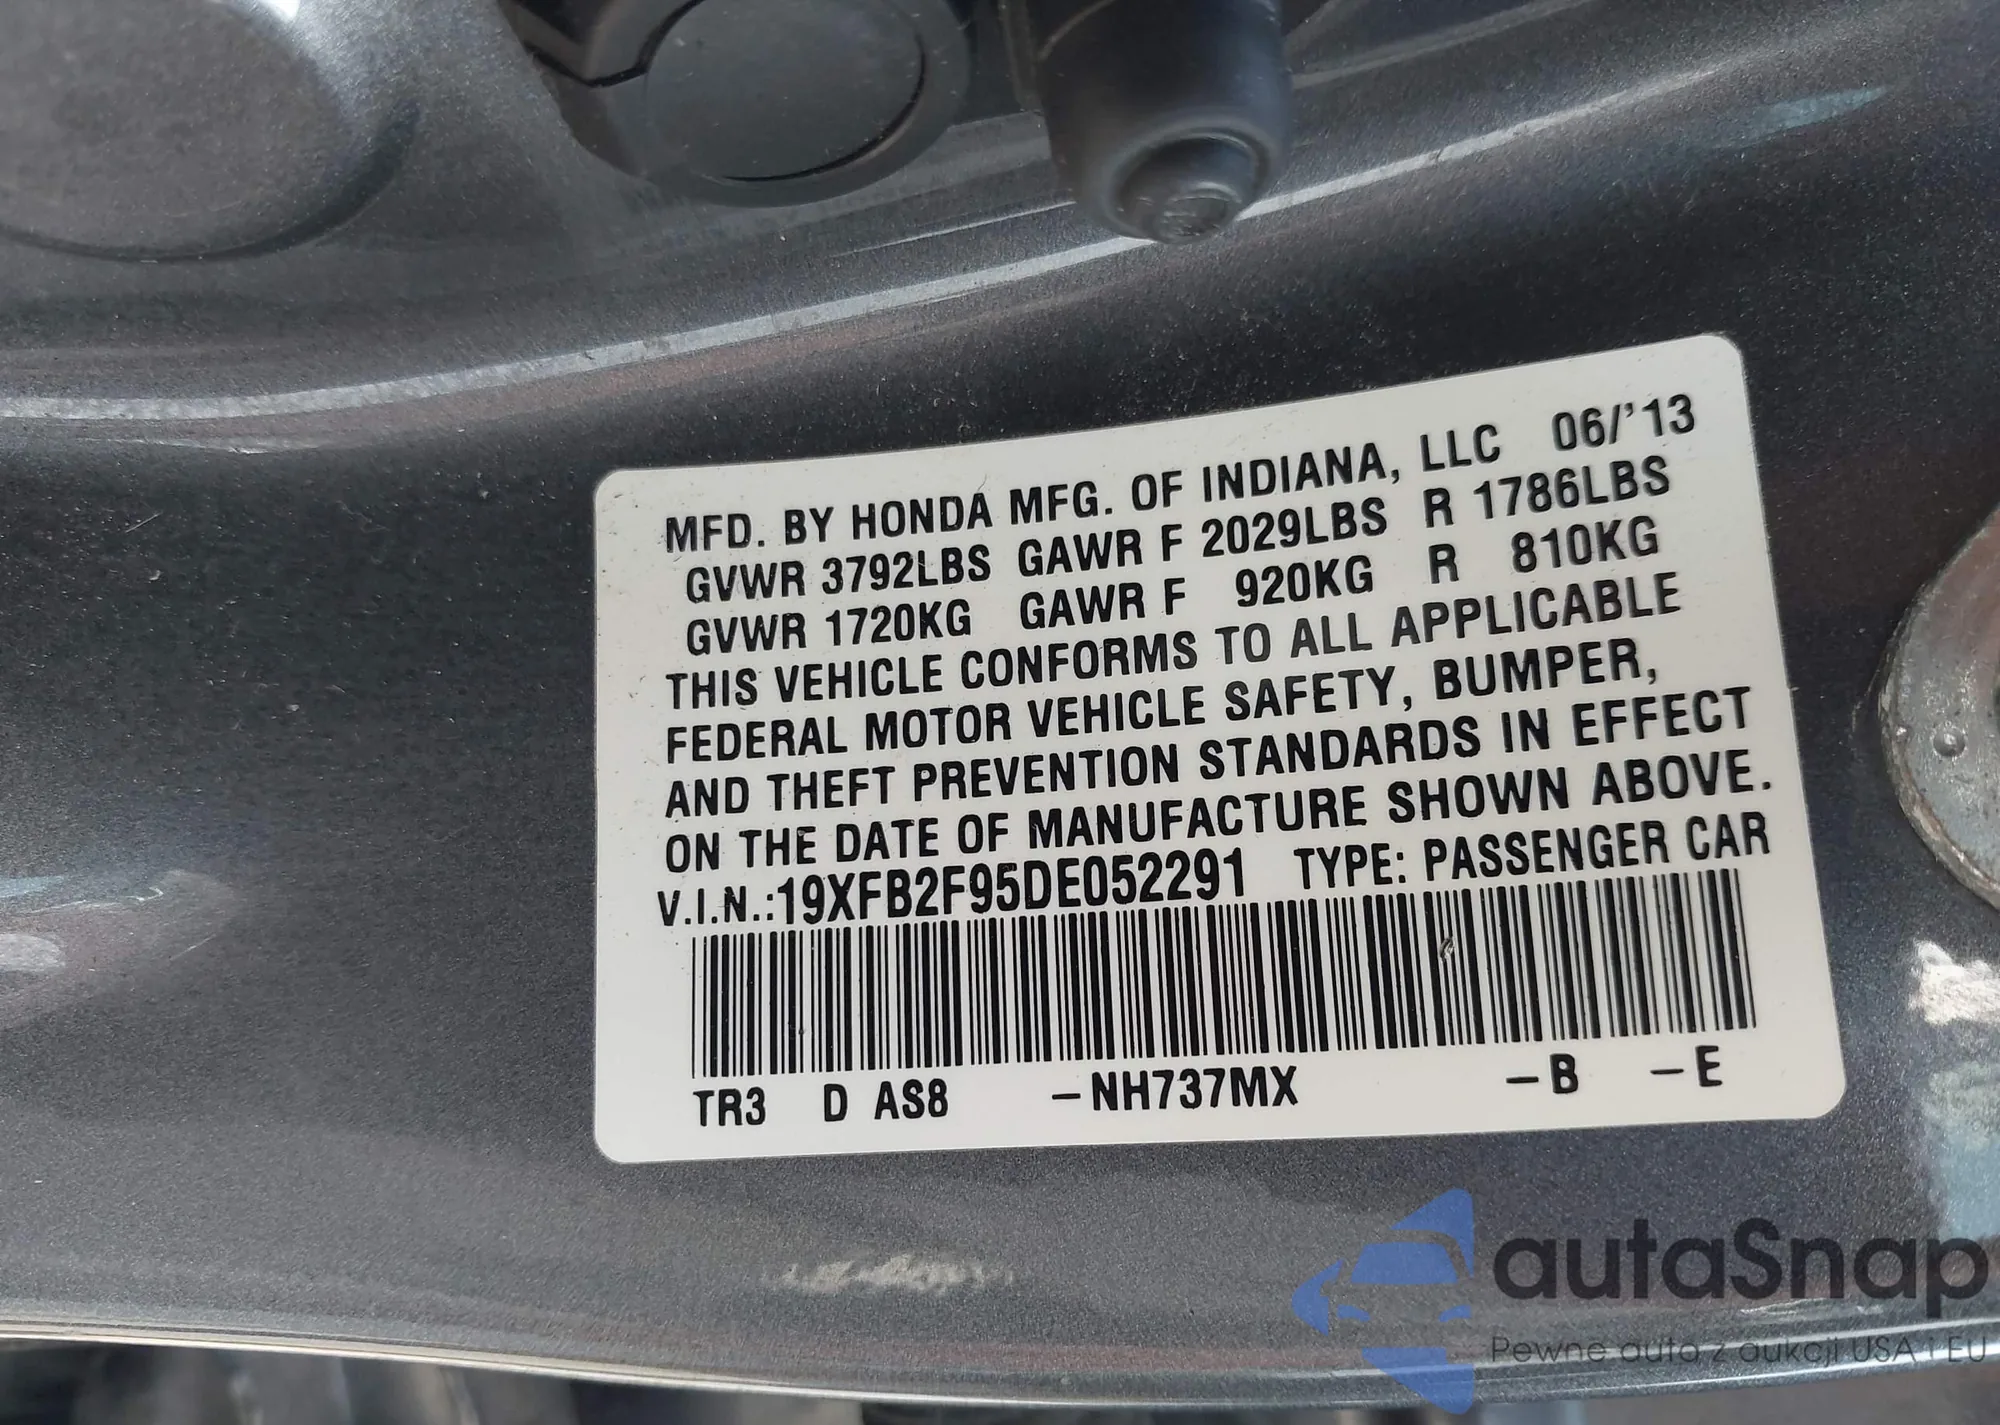 MFD. BY HONDA MFG. OF INDIANA, LLC 06/'13
GVWR 3792LBS GAWR F 2029LBS R 1786LBS
GVWR 1720KG GAWR F 920KG R 810KG
THIS VEHICLE CONFORMS TO ALL APPLICABLE
FEDERAL MOTOR VEHICLE SAFETY, BUMPER,
AND THEFT PREVENTION STANDARDS IN EFFECT
ON THE DATE OF MANUFACTURE SHOWN ABOVE.
V.I.N.:19XFB2F95DE052291 TYPE: PASSENGER CAR
TR3 D AS8 –NH737MX –B –E
autaSnap
Pewne auto z aukcji USA i EU